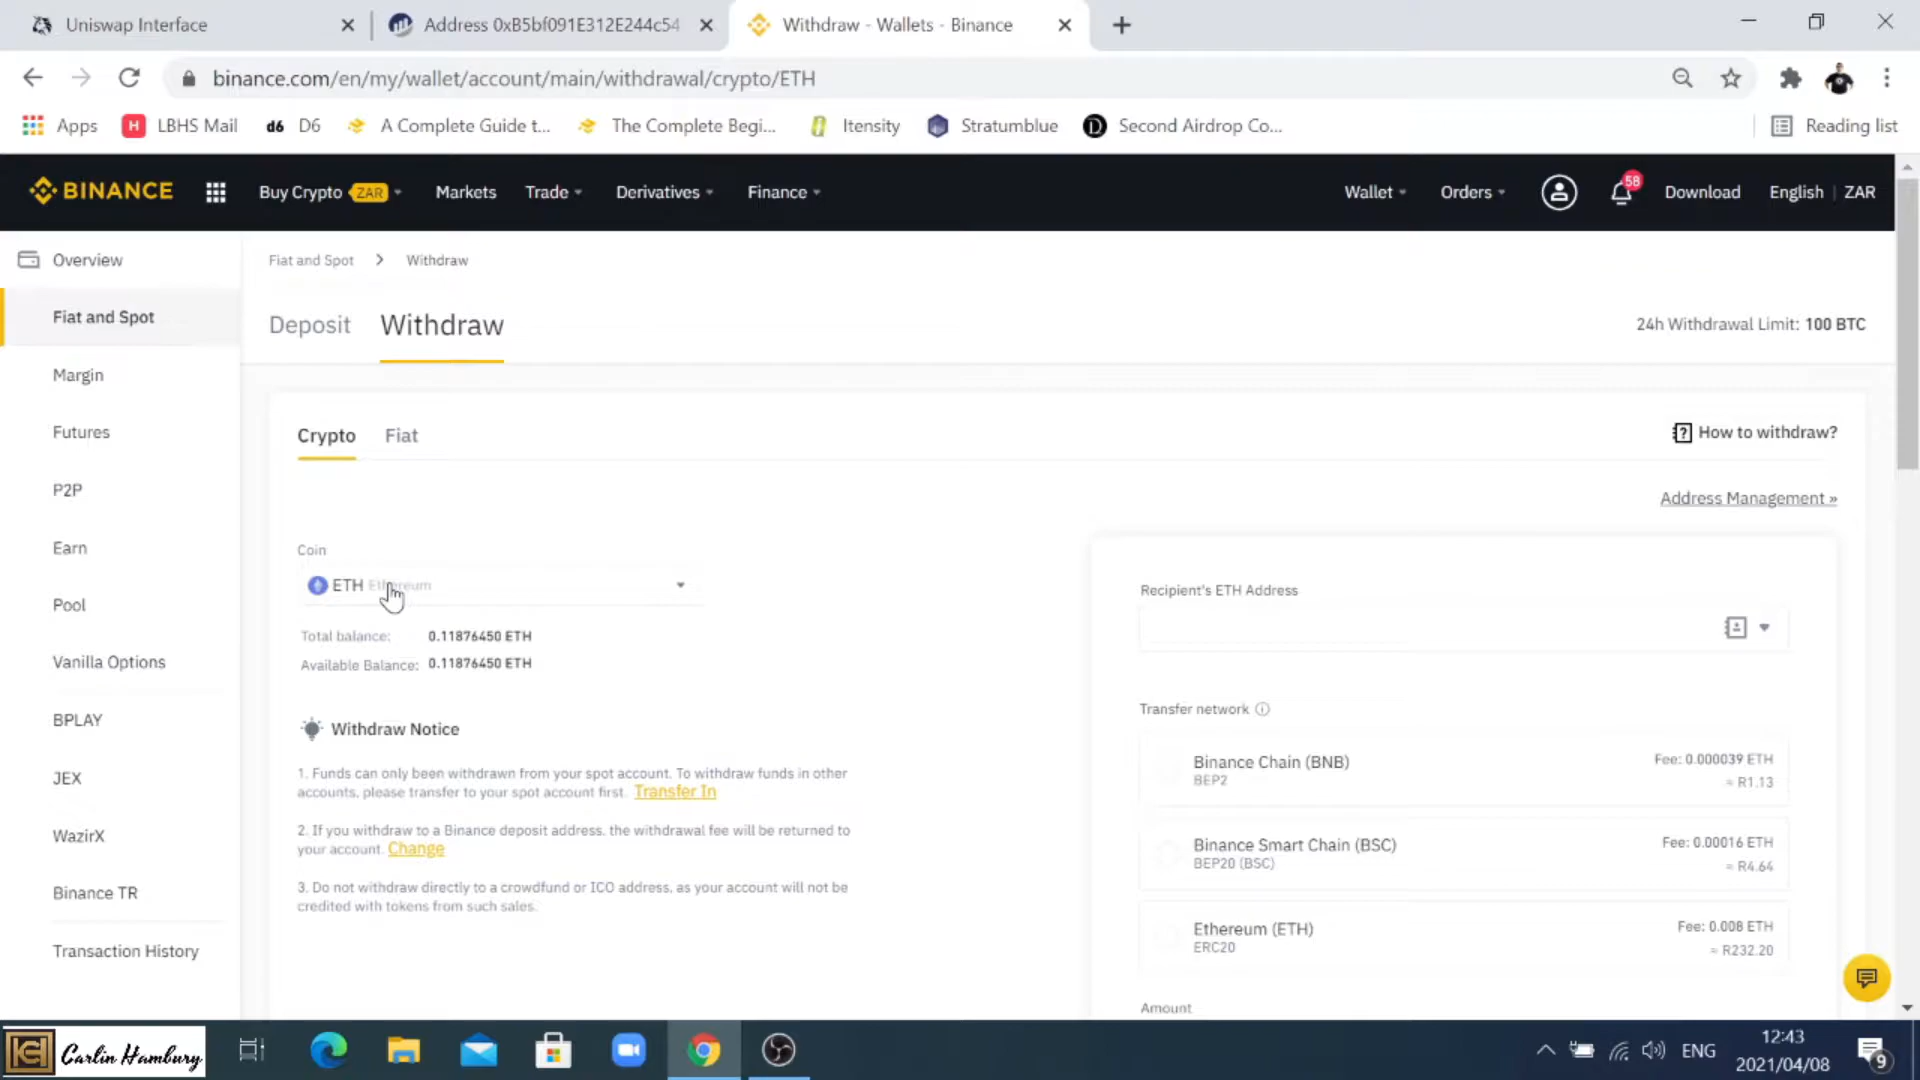 Uniswap Interface
Address 0xB5bf091E312E244c54
Withdraw - Wallets - Binance
binance.com/en/my/wallet/account/main/withdrawal/crypto/ETH
Apps
LBHS Mail
d6 D6
A Complete Guide t...
The Complete Begi...
Itensity
Stratumblue
Second Airdrop Co...
Reading list
BINANCE
Buy Crypto ZAR
Markets
Trade
Derivatives
Finance
Wallet
Orders
58
Download
English | ZAR
Overview
Fiat and Spot
Margin
Futures
P2P
Earn
Pool
Vanilla Options
BPLAY
JEX
WazirX
Binance TR
Transaction History
Fiat and Spot > Withdraw
Deposit Withdraw
24h Withdrawal Limit: 100 BTC
Crypto Fiat
How to withdraw?
Address Management »
Coin
ETH Ethereum
Total balance: 0.11876450 ETH
Available Balance: 0.11876450 ETH
Withdraw Notice
1. Funds can only been withdrawn from your spot account. To withdraw funds in other
accounts, please transfer to your spot account first. Transfer In
2. If you withdraw to a Binance deposit address, the withdrawal fee will be returned to
your account. Change
3. Do not withdraw directly to a crowdfund or ICO address, as your account will not be
credited with tokens from such sales.
Recipient's ETH Address
Transfer network
Binance Chain (BNB) Fee: 0.000039 ETH
BEP2 ≈ R1.13
Binance Smart Chain (BSC) Fee: 0.00016 ETH
BEP20 (BSC) ≈ R4.64
Ethereum (ETH) Fee: 0.008 ETH
ERC20 ≈ R232.20
Amount
Carlin Hambury
ENG
12:43
2021/04/08
9